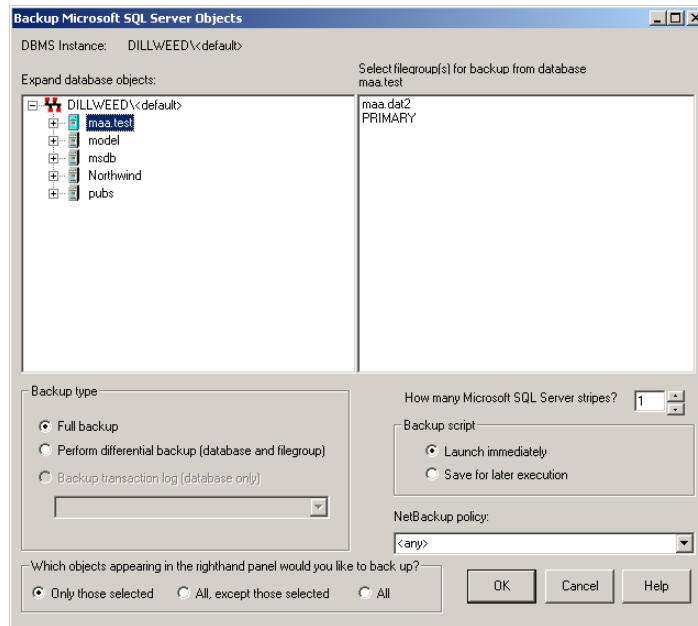 Backup Microsoft SQL Server Objects
DBMS Instance: DILLWEED\<default>
Expand database objects:
Select filegroup(s) for backup from database
maa.test
DILLWEED\<default>
maa.test
model
msdb
Northwind
pubs
maa.dat2
PRIMARY
Backup type
Full backup
Perform differential backup (database and filegroup)
Backup transaction log (database only)
How many Microsoft SQL Server stripes? 1
Backup script
Launch immediately
Save for later execution
NetBackup policy:
<any>
Which objects appearing in the righthand panel would you like to back up?
Only those selected All, except those selected All
OK Cancel Help